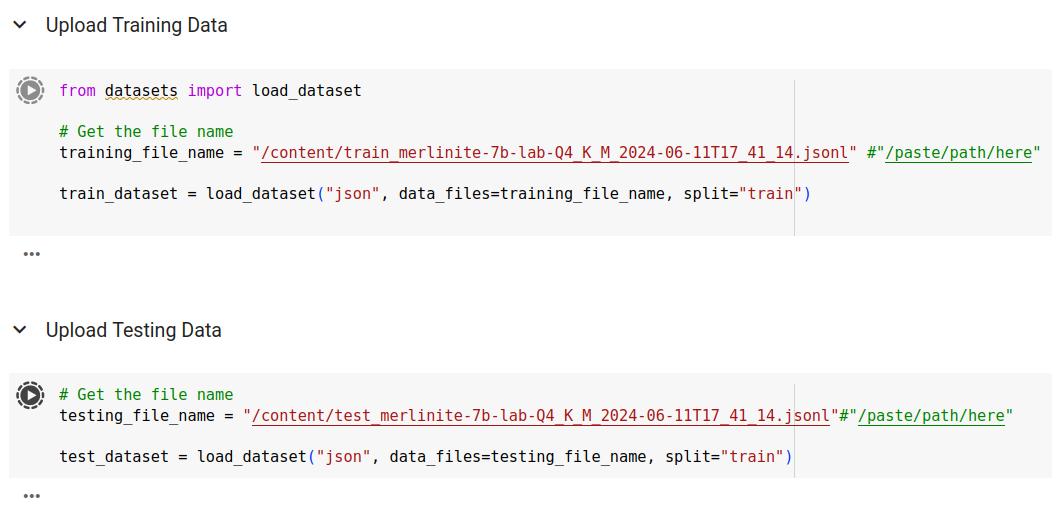 Upload Training Data
from datasets import load_dataset
# Get the file name
training_file_name = "/content/train_merlinite-7b-lab-Q4_K_M_2024-06-11T17_41_14.jsonl" #"/paste/path/here"
train_dataset = load_dataset("json", data_files=training_file_name, split="train")
Upload Testing Data
# Get the file name
testing_file_name = "/content/test_merlinite-7b-lab-Q4_K_M_2024-06-11T17_41_14.jsonl"#"/paste/path/here"
test_dataset = load_dataset("json", data_files=testing_file_name, split="train")